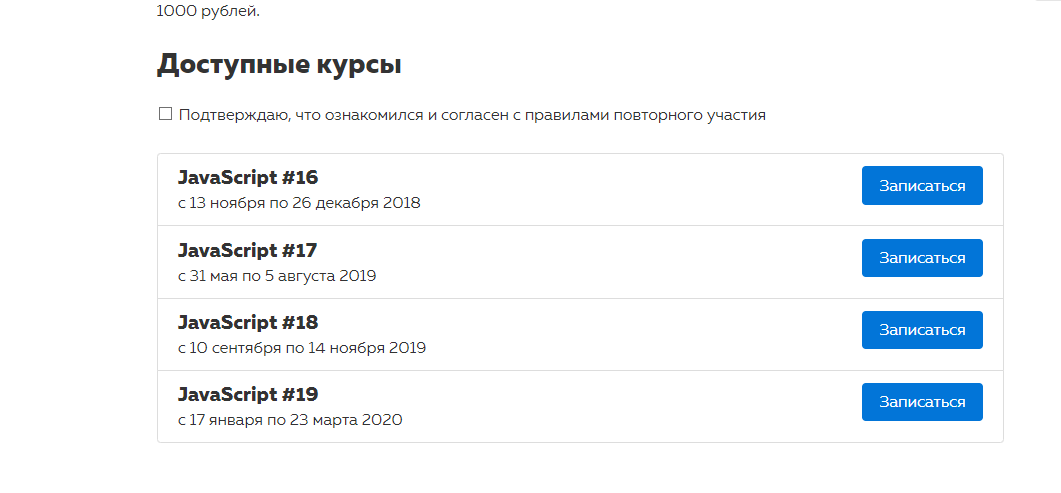 1000 рублей.
Доступные курсы
Подтверждаю, что ознакомился и согласен с правилами повторного участия
JavaScript #16
Записаться
с 13 ноября по 26 декабря 2018
JavaScript #17
Записаться
с 31 мая по 5 августа 2019
JavaScript #18
Записаться
с 10 сентября по 14 ноября 2019
JavaScript #19
Записаться
с 17 января по 23 марта 2020